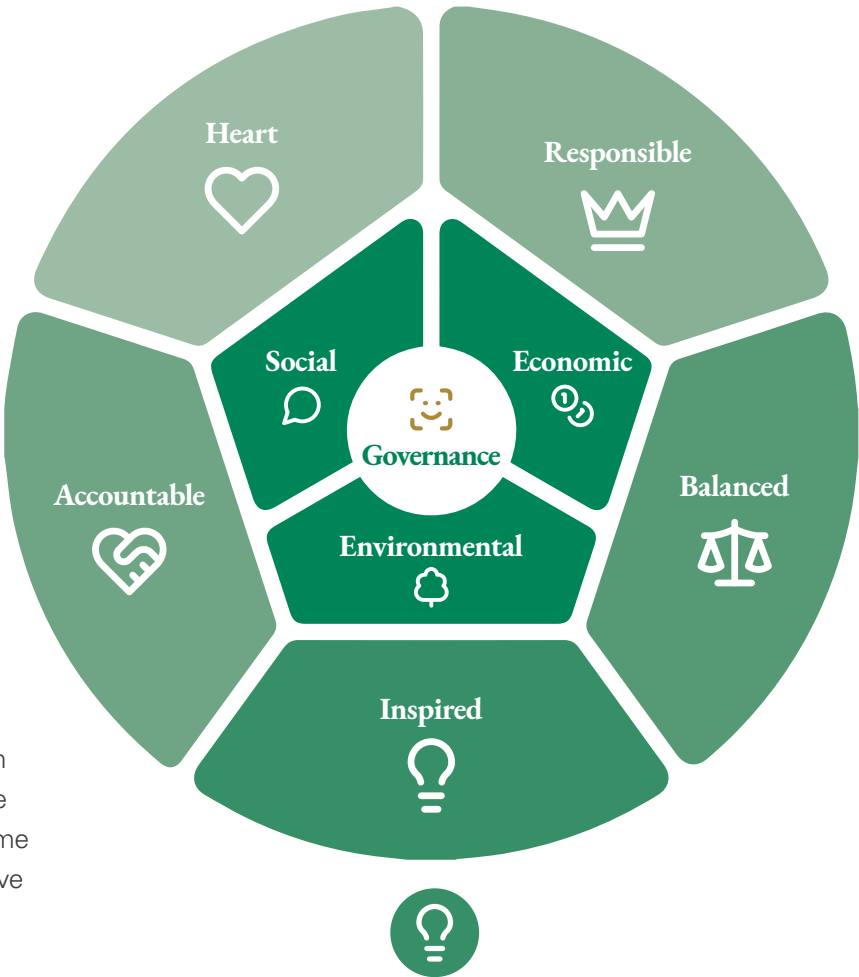 Heart
Responsible
Social
Economic
Governance
Accountable
Balanced
Environmental
Inspired